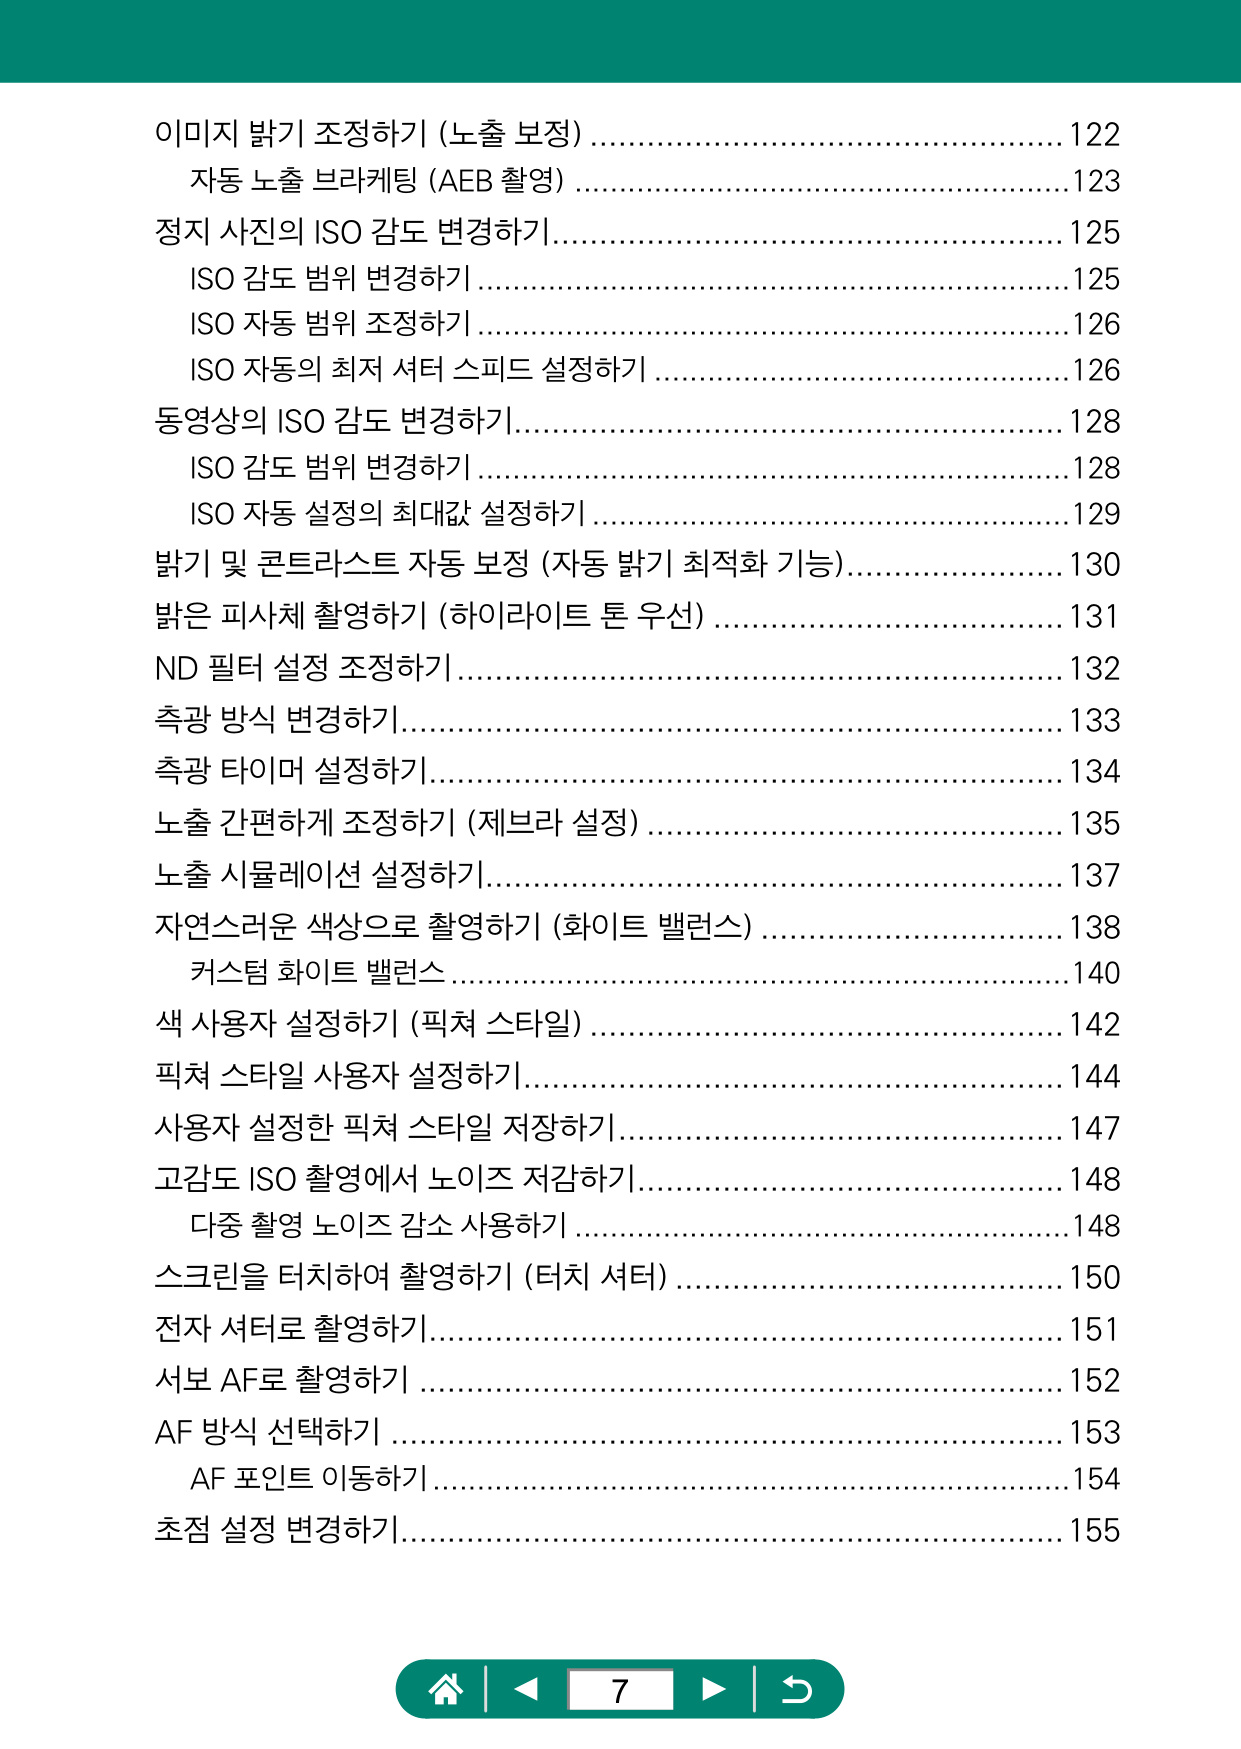 이미지 밝기 조정하기 (노출 보정) 122
자동 노출 브라케팅 (AEB 촬영) 123
정지 사진의 ISO 감도 변경하기 125
ISO 감도 범위 변경하기 125
ISO 자동 범위 조정하기 126
ISO 자동의 최저 셔터 스피드 설정하기 126
동영상의 ISO 감도 변경하기 128
ISO 감도 범위 변경하기 128
ISO 자동 설정의 최대값 설정하기 129
밝기 및 콘트라스트 자동 보정 (자동 밝기 최적화 기능) 130
밝은 피사체 촬영하기 (하이라이트 톤 우선) 131
ND 필터 설정 조정하기 132
측광 방식 변경하기 133
측광 타이머 설정하기 134
노출 간편하게 조정하기 (제브라 설정) 135
노출 시뮬레이션 설정하기 137
자연스러운 색상으로 촬영하기 (화이트 밸런스) 138
커스텀 화이트 밸런스 140
색 사용자 설정하기 (픽쳐 스타일) 142
픽쳐 스타일 사용자 설정하기 144
사용자 설정한 픽쳐 스타일 저장하기 147
고감도 ISO 촬영에서 노이즈 저감하기 148
다중 촬영 노이즈 감소 사용하기 148
스크린을 터치하여 촬영하기 (터치 셔터) 150
전자 셔터로 촬영하기 151
서보 AF로 촬영하기 152
AF 방식 선택하기 153
AF 포인트 이동하기 154
초점 설정 변경하기 155
7